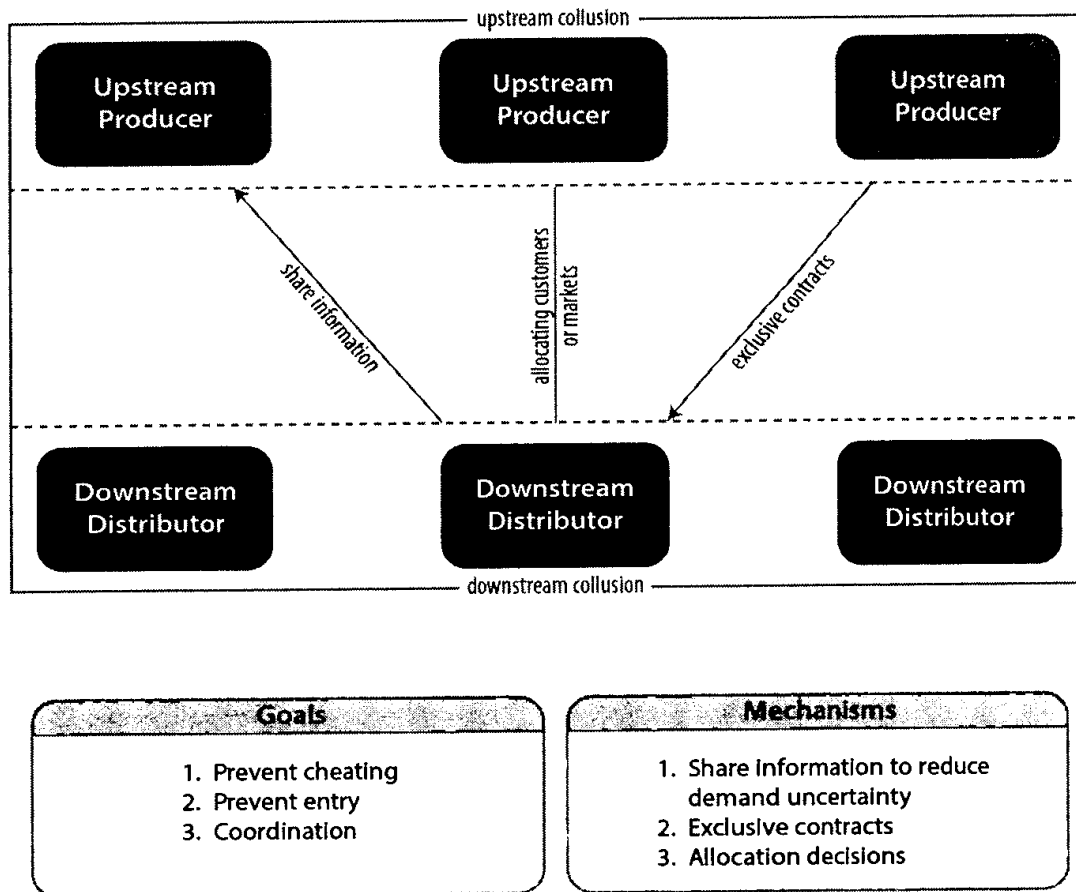 upstream collusion
Upstream
Producer
Upstream
Producer
Upstream
Producer
share information
allocating customers
or markets
exclusive contracts
Downstream
Distributor
Downstream
Distributor
Downstream
Distributor
downstream collusion
Goals
1. Prevent cheating
2. Prevent entry
3. Coordination
Mechanisms
1. Share information to reduce
demand uncertainty
2. Exclusive contracts
3. Allocation decisions